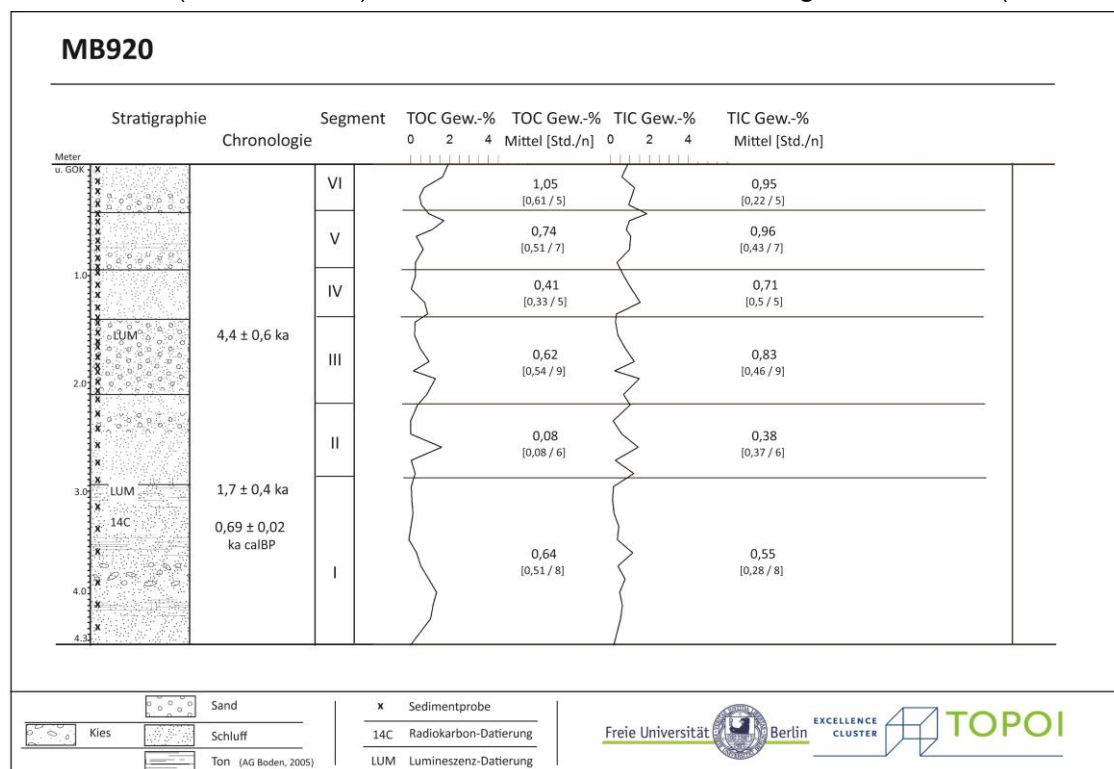 MB920
Stratigraphie Chronologie Segment TOC Gew.-% TOC Gew.-% TIC Gew.-% TIC Gew.-%
0 2 4 Mittel [Std./n] 0 2 4 Mittel [Std./n]
Meter
u. GOK
VI 1,05 0,95
[0,61 / 5] [0,22 / 5]
V 0,74 0,96
[0,51 / 7] [0,43 / 7]
1.0
IV 0,41 0,71
[0,33 / 5] [0,5 / 5]
LUM 4,4 ± 0,6 ka
III 0,62 0,83
[0,54 / 9] [0,46 / 9]
2.0
II 0,08 0,38
[0,08 / 6] [0,37 / 6]
3.0 LUM 1,7 ± 0,4 ka
14C 0,69 ± 0,02
ka calBP
I 0,64 0,55
[0,51 / 8] [0,28 / 8]
4.0
4.3
Sand
Kies
Schluff
Ton (AG Boden, 2005)
x Sedimentprobe
14C Radiokarbon-Datierung
LUM Lumineszenz-Datierung
Freie Universität Berlin
EXCELLENCE
CLUSTER
TOPOI